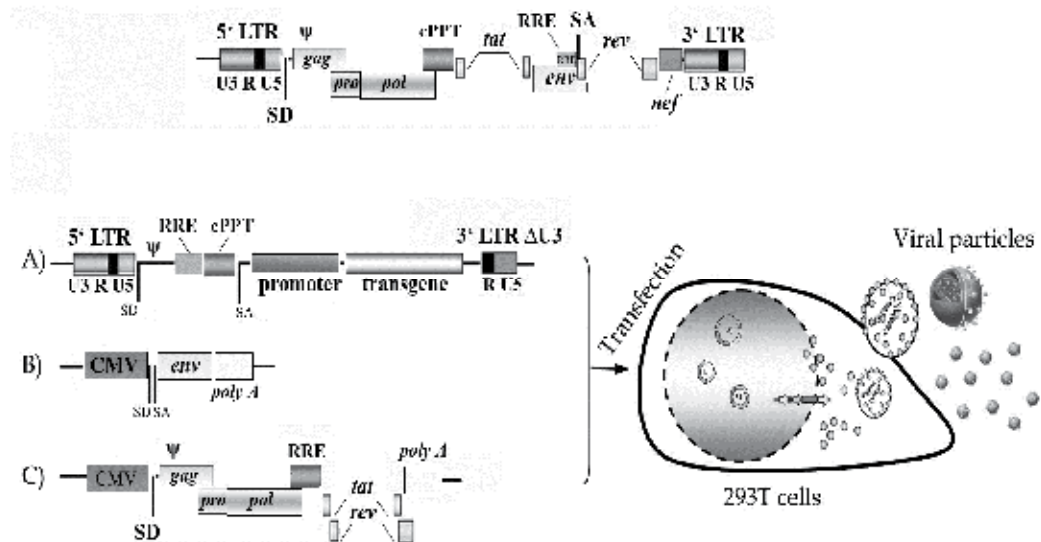 5' LTR
ψ
gag
cPPT
tat
RRE
SA
rev
3' LTR
U3 R U5
pro
pol
env
U3 R U5
SD
nef
5' LTR
ψ
RRE
cPPT
3' LTR ΔU3
A)
U3 R U5
promoter
transgene
R U5
SD
SA
B)
CMV
env
poly A
SD
SA
C)
CMV
ψ
gag
RRE
poly A
pro
pol
tat
rev
SD
Transfection
Viral particles
293T cells